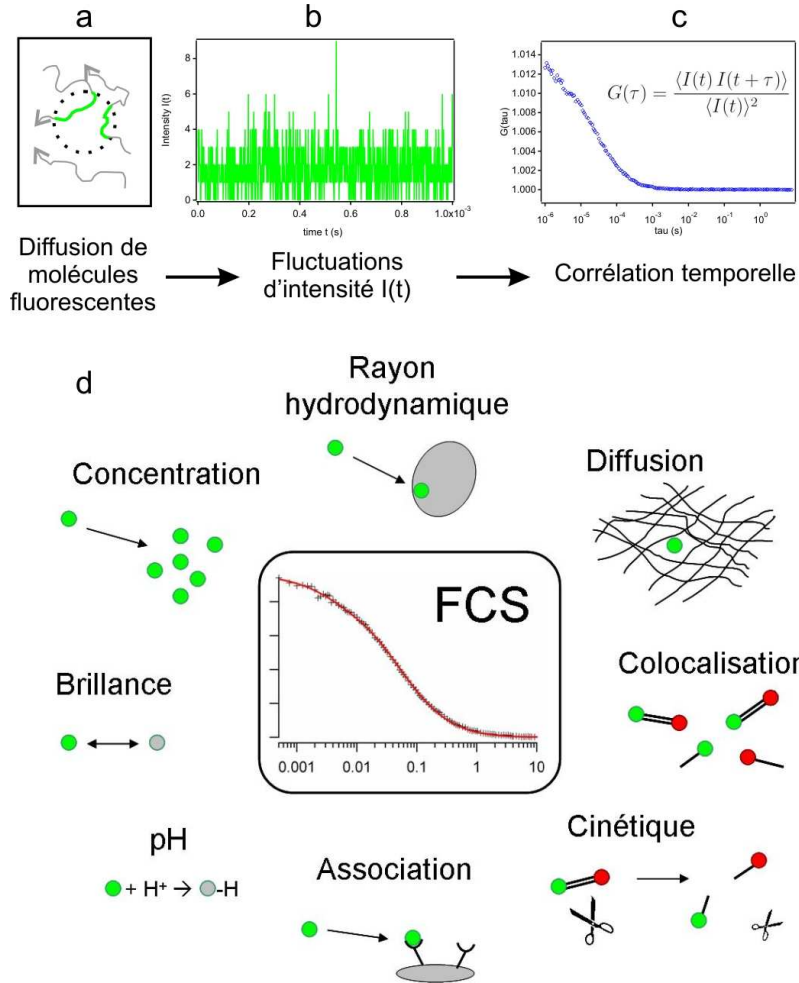 a
b
c
Intensity I(t)
8
6
4
2
0
0.0
0.2
0.4
0.6
0.8
1.0x10⁻³
time t (s)
G(tau)
1.014
1.012
1.010
1.008
1.006
1.004
1.002
1.000
G(τ) = ⟨I(t) I(t + τ)⟩ / ⟨I(t)⟩²
10⁻⁶
10⁻⁵
10⁻⁴
10⁻³
10⁻²
10⁻¹
10⁰
tau (s)
Diffusion de
molécules
fluorescentes
Fluctuations
d'intensité I(t)
Corrélation temporelle
d
Rayon
hydrodynamique
Concentration
Diffusion
FCS
0.001
0.01
0.1
1
10
Brillance
Colocalisation
pH
+ H⁺ → -H
Association
Cinétique